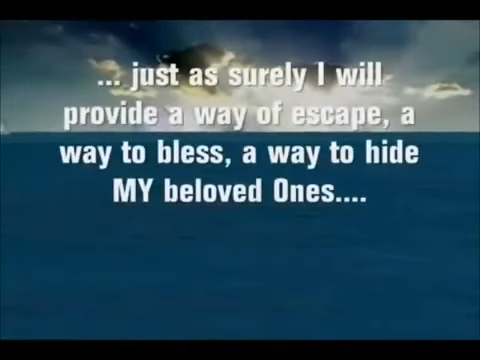 ... just as surely I will
provide a way of escape, a
way to bless, a way to hide
MY beloved Ones....